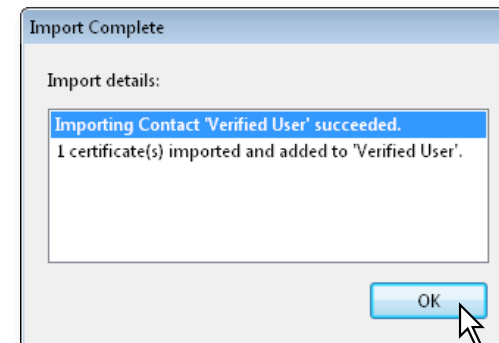 Import Complete
Import details:
Importing Contact 'Verified User' succeeded.
1 certificate(s) imported and added to 'Verified User'.
OK